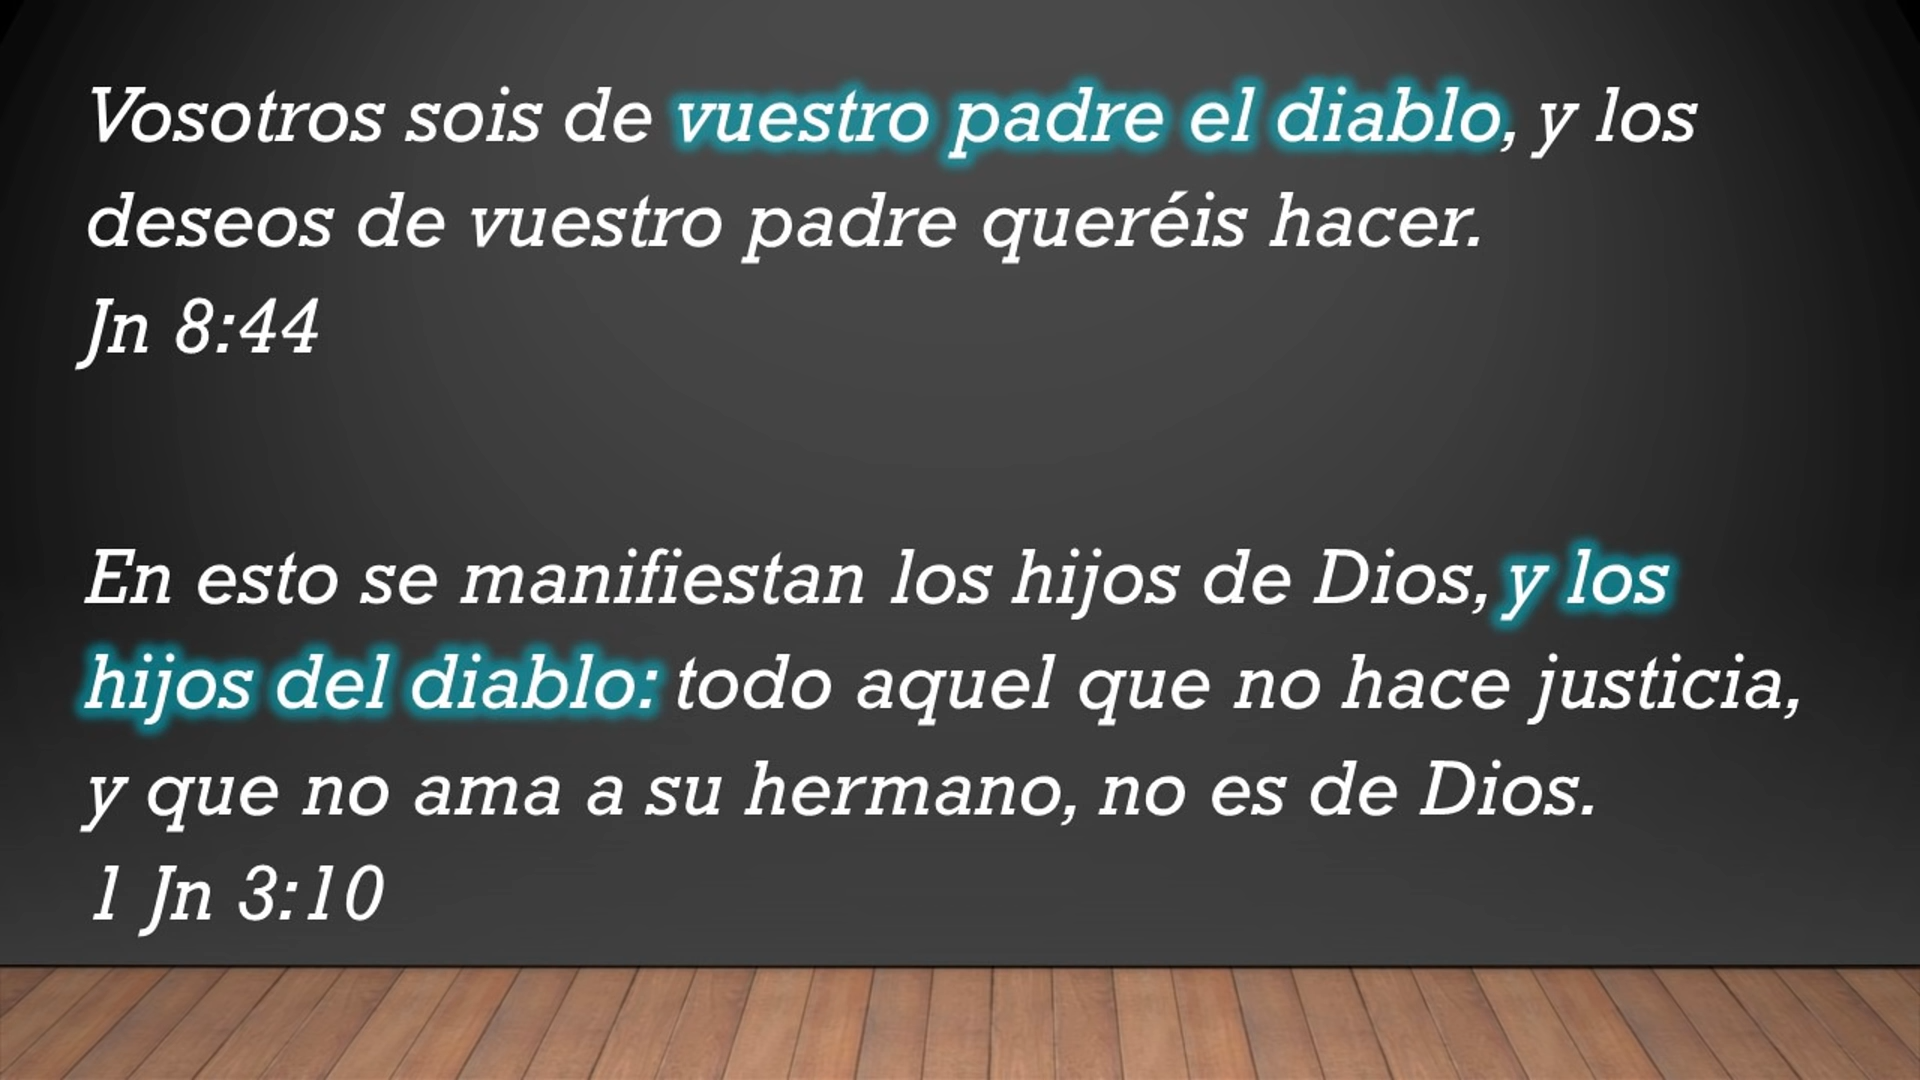 Vosotros sois de vuestro padre el diablo, y los
deseos de vuestro padre queréis hacer.
Jn 8:44
En esto se manifiestan los hijos de Dios, y los
hijos del diablo: todo aquel que no hace justicia,
y que no ama a su hermano, no es de Dios.
1 Jn 3:10